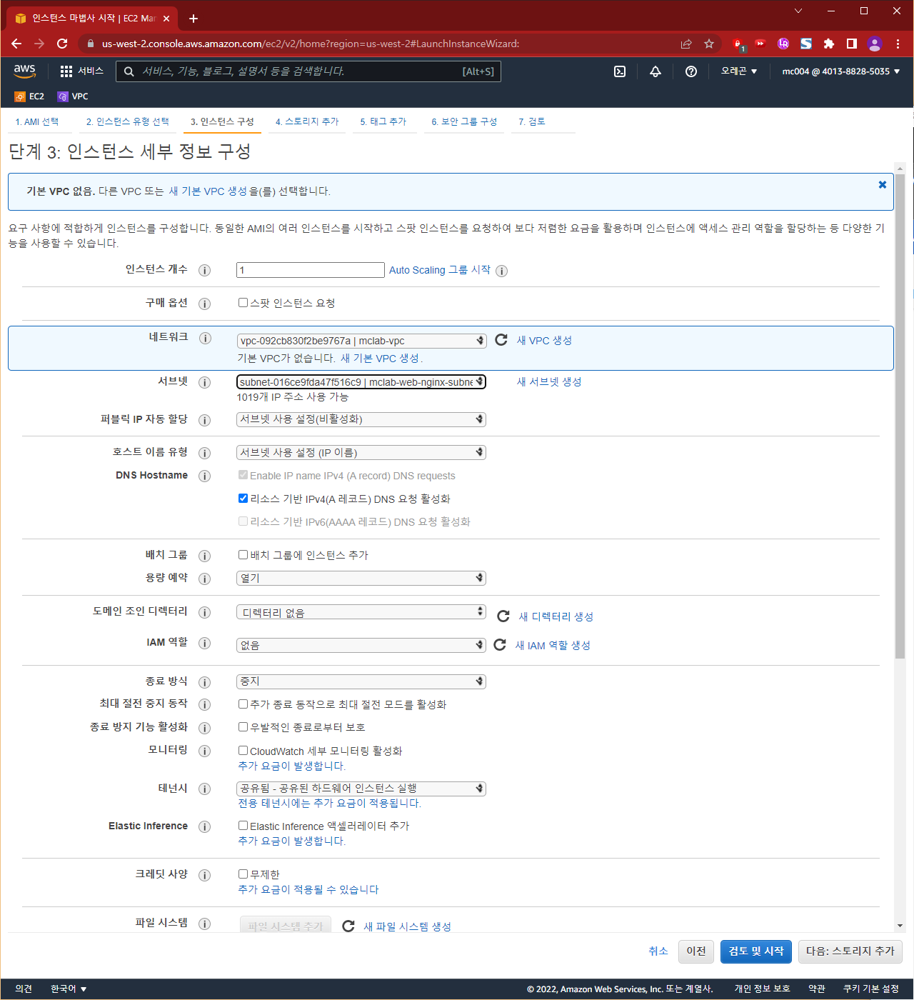 인스턴스 마법사 시작 | EC2 Mar
us-west-2.console.aws.amazon.com/ec2/v2/home?region=us-west-2#LaunchInstanceWizard:
1
aws 서비스 서비스, 기능, 블로그, 설명서 등을 검색합니다. [Alt+S] 오레곤 mc004 @ 4013-8828-5035
EC2 VPC
1. AMI 선택 2. 인스턴스 유형 선택 3. 인스턴스 구성 4. 스토리지 추가 5. 태그 추가 6. 보안 그룹 구성 7. 검토
단계 3: 인스턴스 세부 정보 구성
기본 VPC 없음. 다른 VPC 또는 새 기본 VPC 생성을(를) 선택합니다.
요구 사항에 적합하게 인스턴스를 구성합니다. 동일한 AMI의 여러 인스턴스를 시작하고 스팟 인스턴스를 요청하여 보다 저렴한 요금을 활용하며 인스턴스에 액세스 관리 역할을 할당하는 등 다양한 기
능을 사용할 수 있습니다.
인스턴스 개수 1 Auto Scaling 그룹 시작
구매 옵션 스팟 인스턴스 요청
네트워크 vpc-092cb830f2be9767a | mclab-vpc 새 VPC 생성
기본 VPC가 없습니다. 새 기본 VPC 생성.
서브넷 subnet-016ce9fda47f516c9 | mclab-web-nginx-subne 새 서브넷 생성
1019개 IP 주소 사용 가능
퍼블릭 IP 자동 할당 서브넷 사용 설정(비활성화)
호스트 이름 유형 서브넷 사용 설정 (IP 이름)
DNS Hostname Enable IP name IPv4 (A record) DNS requests
리소스 기반 IPv4(A 레코드) DNS 요청 활성화
리소스 기반 IPv6(AAAA 레코드) DNS 요청 활성화
배치 그룹 배치 그룹에 인스턴스 추가
용량 예약 열기
도메인 조인 디렉터리 디렉터리 없음 새 디렉터리 생성
IAM 역할 없음 새 IAM 역할 생성
종료 방식 중지
최대 절전 중지 동작 추가 종료 동작으로 최대 절전 모드를 활성화
종료 방지 기능 활성화 우발적인 종료로부터 보호
모니터링 CloudWatch 세부 모니터링 활성화
추가 요금이 발생합니다.
테넌시 공유됨 - 공유된 하드웨어 인스턴스 실행
전용 테넌시에는 추가 요금이 적용됩니다.
Elastic Inference Elastic Inference 액셀러레이터 추가
추가 요금이 발생합니다.
크레딧 사양 무제한
추가 요금이 적용될 수 있습니다
파일 시스템 파일 시스템 추가 새 파일 시스템 생성
취소 이전 검토 및 시작 다음: 스토리지 추가
의견 한국어 © 2022, Amazon Web Services, Inc. 또는 계열사. 개인 정보 보호 약관 쿠키 기본 설정